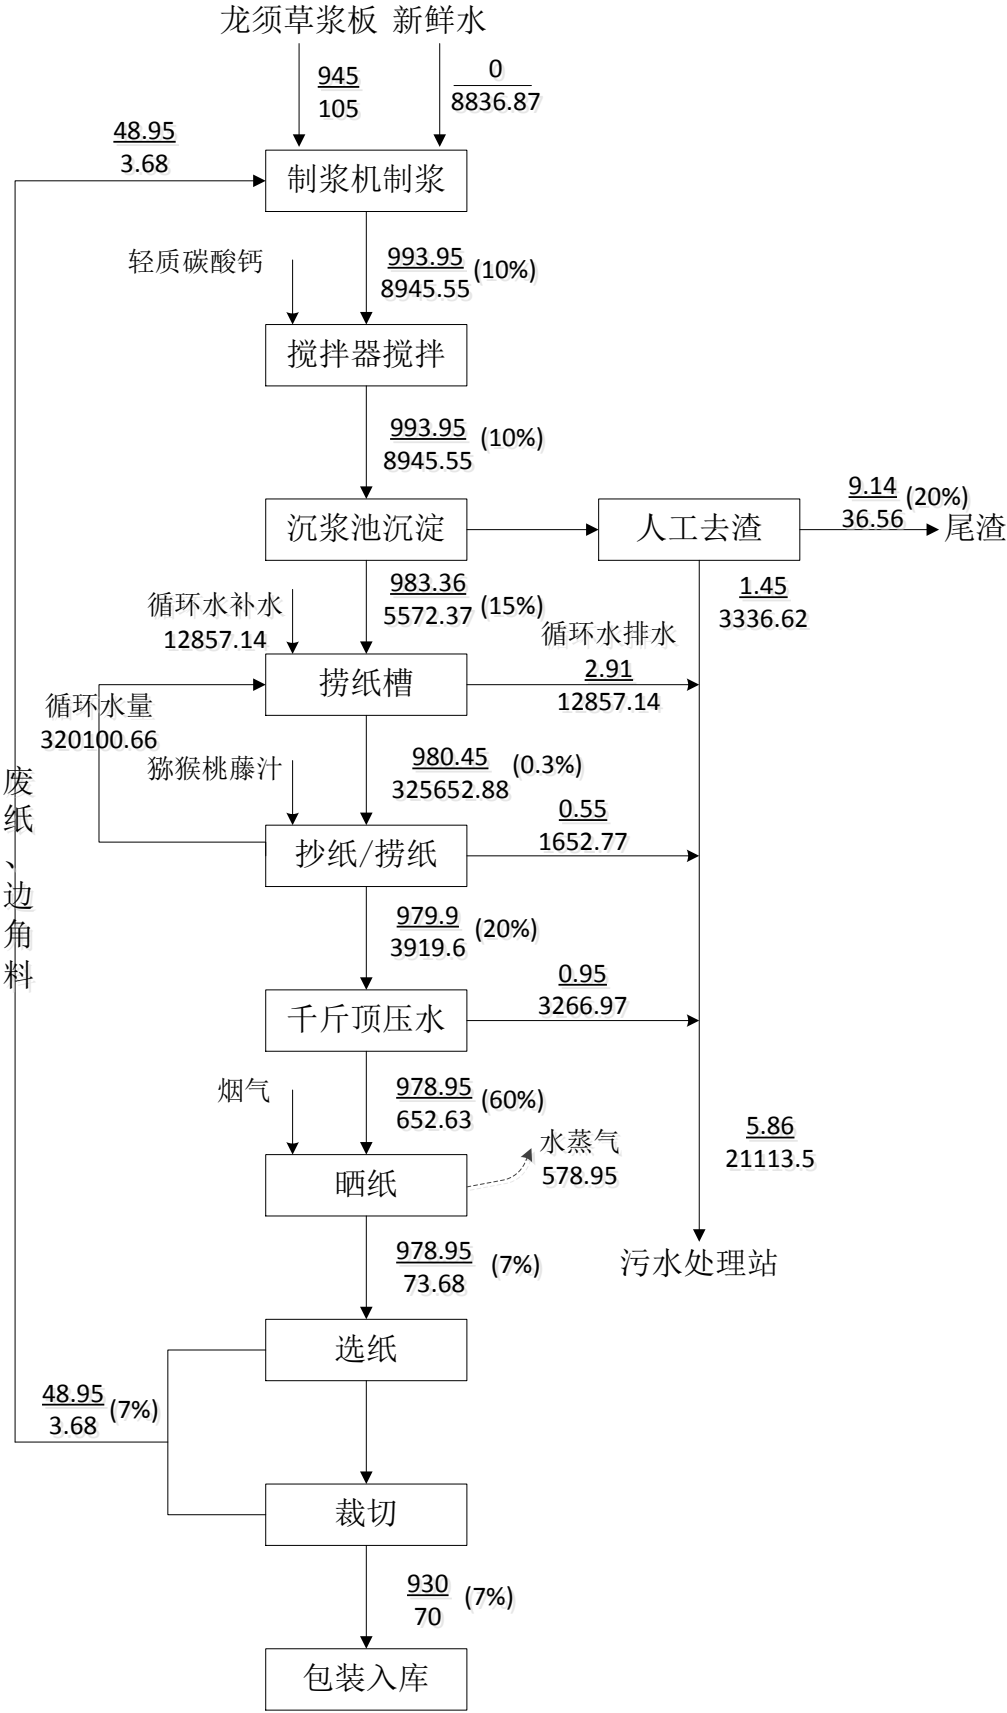 龙须草浆板 新鲜水
945
105
0
8836.87
48.95
3.68
制浆机制浆
轻质碳酸钙
993.95
8945.55
(10%)
搅拌器搅拌
993.95
8945.55
(10%)
沉浆池沉淀
人工去渣
9.14
36.56
(20%)
尾渣
983.36
5572.37
(15%)
1.45
3336.62
循环水补水
12857.14
循环水排水
2.91
12857.14
捞纸槽
循环水量
320100.66
980.45
325652.88
(0.3%)
猕猴桃藤汁
0.55
1652.77
抄纸/捞纸
废纸、边角料
979.9
3919.6
(20%)
0.95
3266.97
千斤顶压水
烟气
978.95
652.63
(60%)
水蒸气
578.95
5.86
21113.5
晒纸
978.95
73.68
(7%)
污水处理站
选纸
48.95
3.68
(7%)
裁切
930
70
(7%)
包装入库